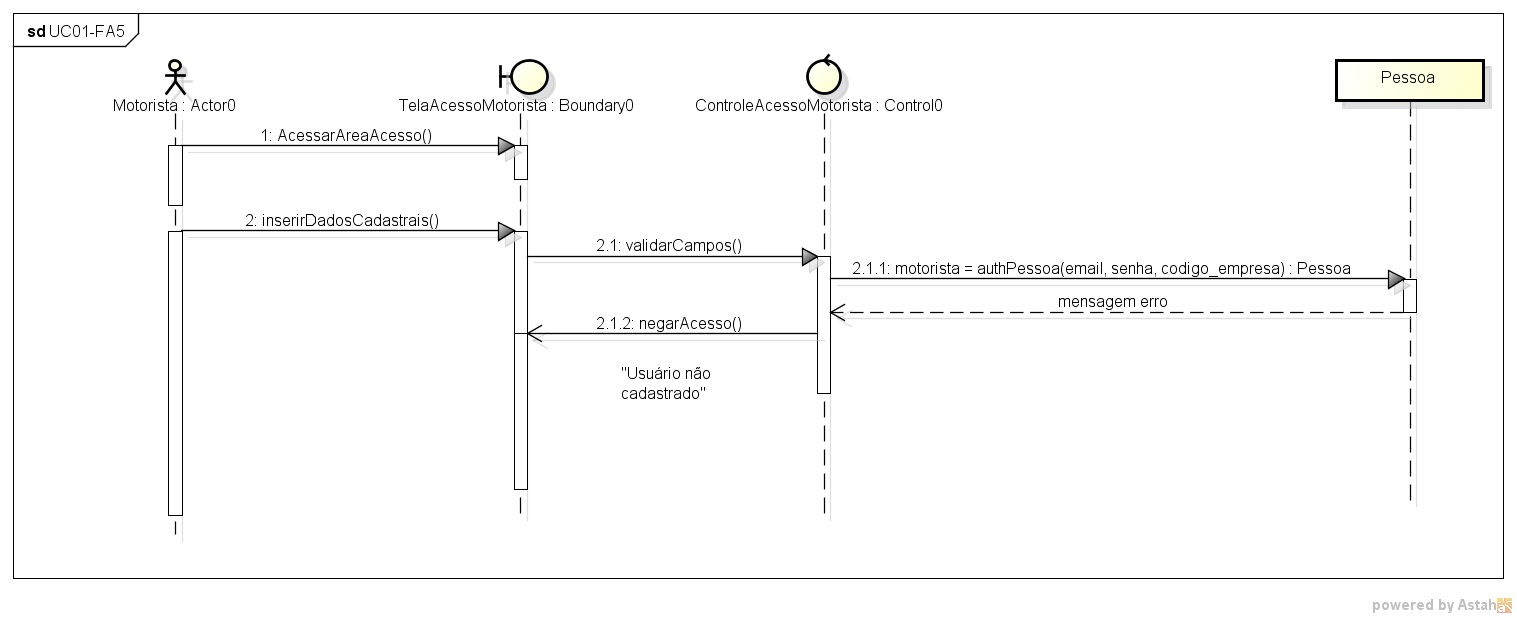 sd UC01-FA5
Motorista : Actor0
TelaAcessoMotorista : Boundary0
ControleAcessoMotorista : Control0
Pessoa
1: AcessarAreaAcesso()
2: inserirDadosCadastrais()
2.1: validarCampos()
2.1.1: motorista = authPessoa(email, senha, codigo_empresa) : Pessoa
mensagem erro
2.1.2: negarAcesso()
"Usuário não
cadastrado"
powered by Astah